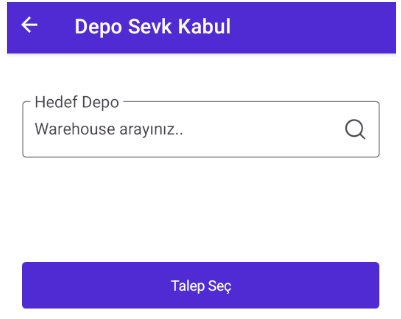 Depo Sevk Kabul
Hedef Depo
Warehouse arayınız..
Talep Seç